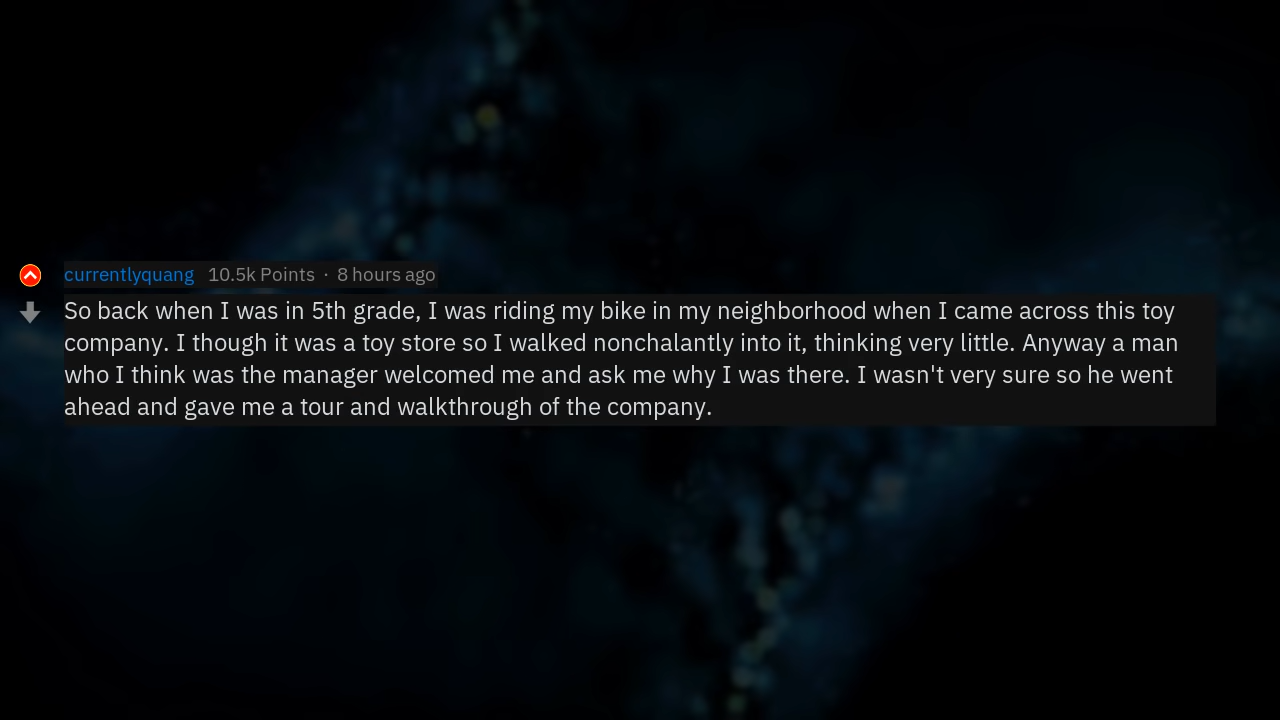 currentlyquang 10.5k Points · 8 hours ago
So back when I was in 5th grade, I was riding my bike in my neighborhood when I came across this toy
company. I though it was a toy store so I walked nonchalantly into it, thinking very little. Anyway a man
who I think was the manager welcomed me and ask me why I was there. I wasn't very sure so he went
ahead and gave me a tour and walkthrough of the company.